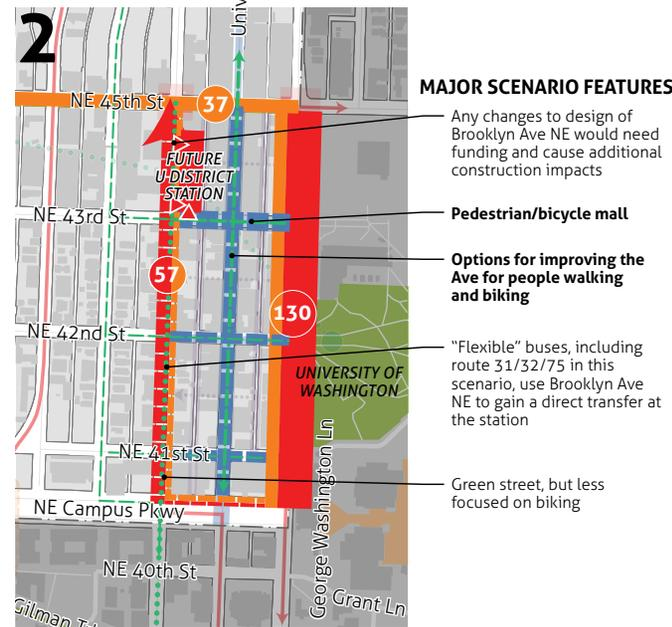 2
Univ
NE 45th St
37
FUTURE
U DISTRICT
STATION
NE 43rd St
57
130
NE 42nd St
UNIVERSITY OF
WASHINGTON
NE 41st St
NE Campus Pkwy
George Washington Ln
NE 40th St
Grant Ln
Gilman T
MAJOR SCENARIO FEATURES
Any changes to design of
Brooklyn Ave NE would need
funding and cause additional
construction impacts
Pedestrian/bicycle mall
Options for improving the
Ave for people walking
and biking
“Flexible” buses, including
route 31/32/75 in this
scenario, use Brooklyn Ave
NE to gain a direct transfer at
the station
Green street, but less
focused on biking